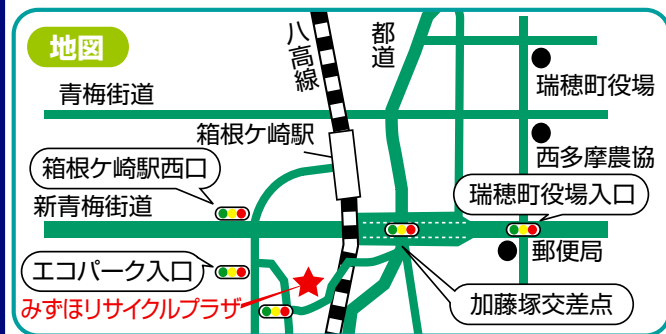 地図
八高線
都道
瑞穂町役場
青梅街道
箱根ケ崎駅
西多摩農協
箱根ケ崎駅西口
瑞穂町役場入口
新青梅街道
郵便局
エコパーク入口
みずほリサイクルプラザ
加藤塚交差点